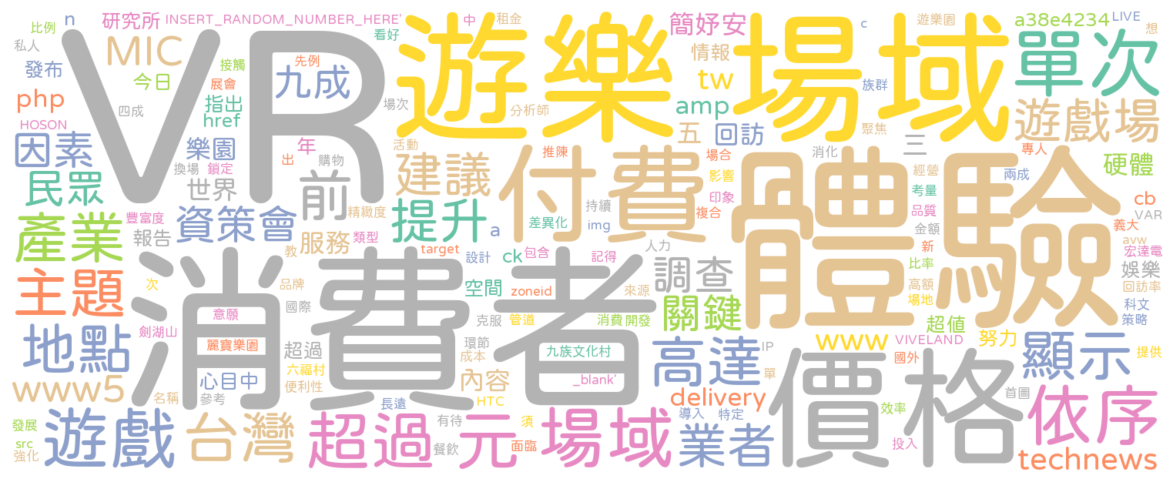 比例
n
研究所
INSERT_RANDOM_NUMBER_HERE'
中
租金
簡妤安
c
遊樂園
a38e4234
LIVE
想
私人
MIC
接觸
先例
看好
遊樂場域
情報
族群
單次
發布
今日
展會
九成
tw
php
指出
四成
場次
分析師
amp
遊戲場
HOSON
href
VR
活動
五
回訪
聚焦
三
因素
樂園
年
購物
推陳
場合
消化
專人
換場
鎖定
出
建議
付費
影響
經營
兩成
硬體
民眾
世界
前
印象
考量
體驗
cb
豐富度
資策會
精緻度
提升
a
差異化
持續
複合
品質
VAR
產業
報告
服務
類型
img
金額
義大
教
target
設計
ck
包含
記得
人力
新
avw
宏達電
主題
次
品牌
空間
zoneid
來源
調查
比率
娛樂
回訪率
消費者
國際
高額
科文
意願
克服
管道
消費開發
關鍵
場地
超值
策略
地點
劍湖山
麗寶樂園
超過
環節
九族文化村
www
VIVELAND
努力
顯示
提供
六福村
成本
IP
高達
價格
國外
www5
心目中
便利性
內容
_blank'
單
delivery
首圖
名稱
參考
長遠
HTC
導入
特定
效率
依序
發展
遊戲
台灣
超過
元
有待
須
場域
業者
src
強化
餐飲
面臨
投入
technews